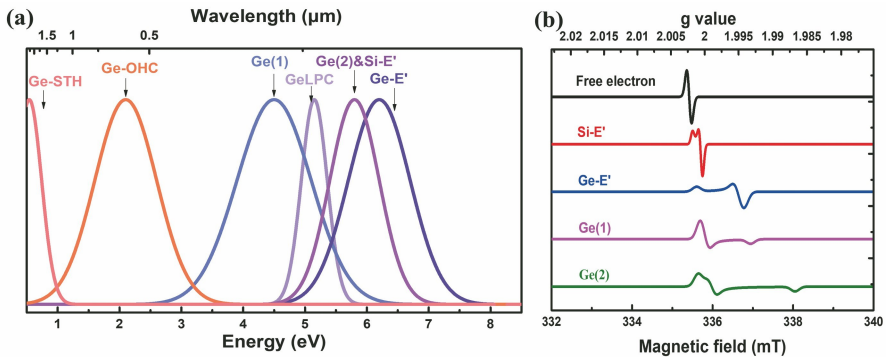 (a)
Wavelength (μm)
1.5 1 0.5
Ge-STH
Ge-OHC
Ge(1)
GeLPC
Ge(2)&Si-E'
Ge-E'
1 2 3 4 5 6 7 8
Energy (eV)
(b)
g value
2.02 2.015 2.01 2.005 2 1.995 1.99 1.985 1.98
Free electron
Si-E'
Ge-E'
Ge(1)
Ge(2)
332 334 336 338 340
Magnetic field (mT)